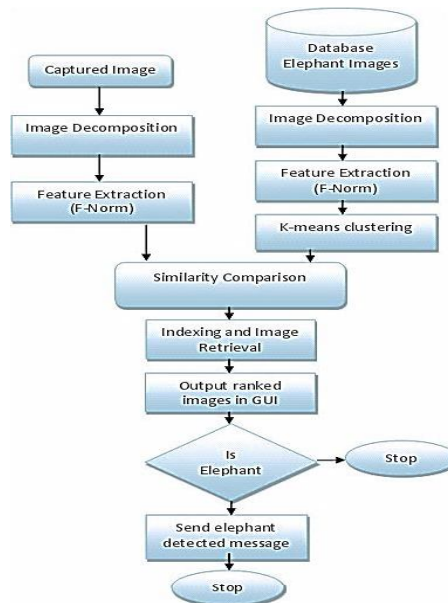 Captured Image
Database
Elephant Images
Image Decomposition
Image Decomposition
Feature Extraction
(F-Norm)
Feature Extraction
(F-Norm)
K-means clustering
Similarity Comparison
Indexing and Image
Retrieval
Output ranked
images in GUI
Is
Elephant
Stop
Send elephant
detected message
Stop